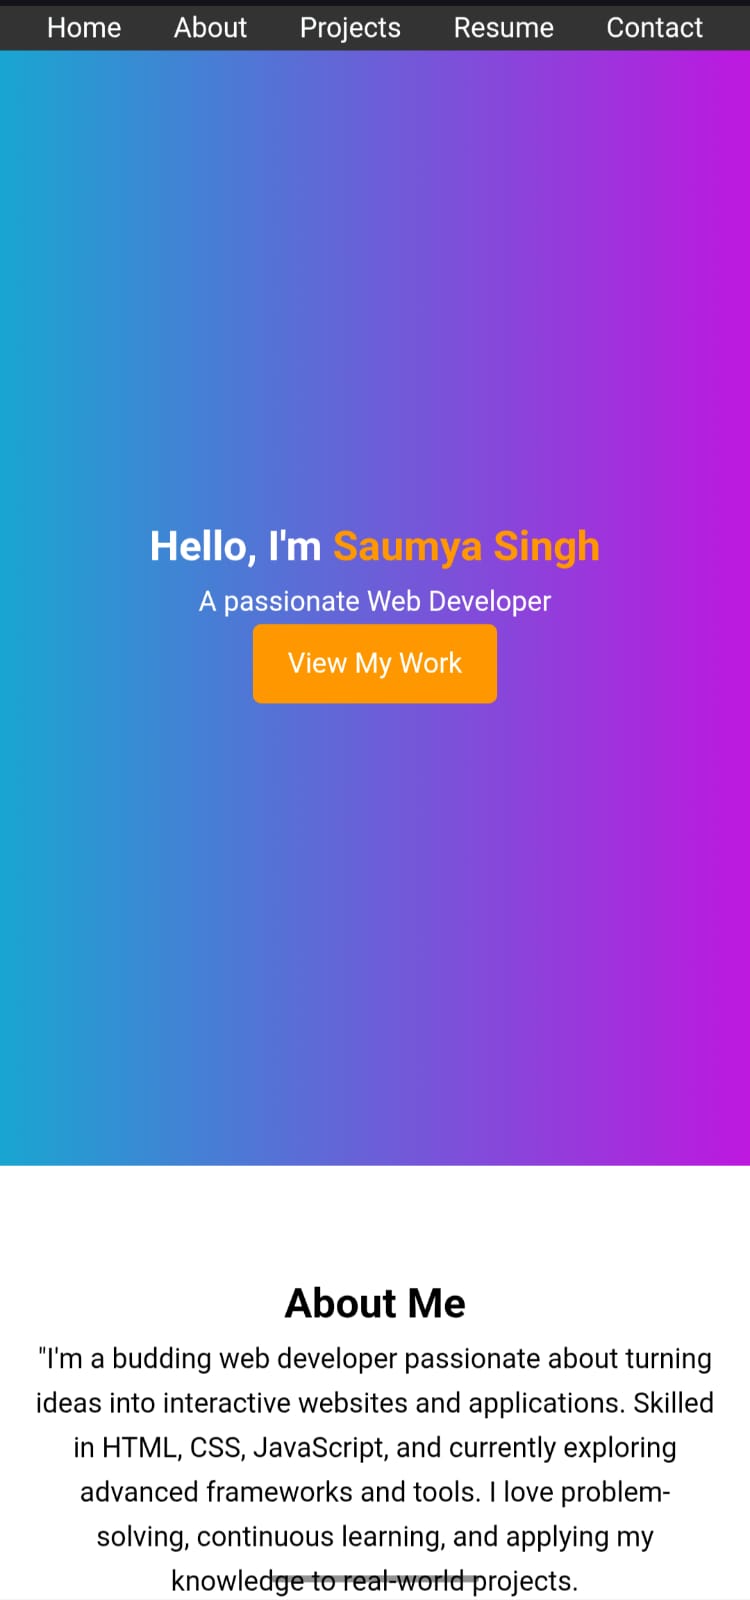 Home About Projects Resume Contact
Hello, I'm Saumya Singh
A passionate Web Developer
View My Work
About Me
"I'm a budding web developer passionate about turning
ideas into interactive websites and applications. Skilled
in HTML, CSS, JavaScript, and currently exploring
advanced frameworks and tools. I love problem-
solving, continuous learning, and applying my
knowledge to real-world projects.